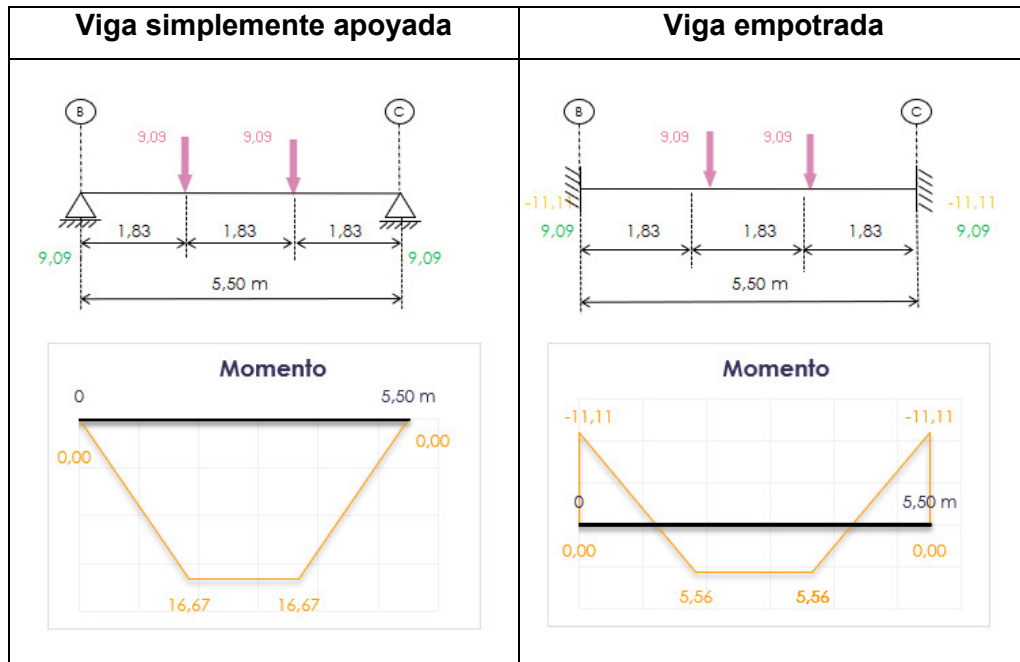 Viga simplemente apoyada
B
C
9,09
9,09
1,83
1,83
1,83
9,09
9,09
5,50 m
Momento
0
5,50 m
0,00
0,00
16,67
16,67
Viga empotrada
B
C
9,09
9,09
-11,11
-11,11
9,09
1,83
1,83
1,83
9,09
5,50 m
Momento
-11,11
-11,11
0
5,50 m
0,00
0,00
5,56
5,56